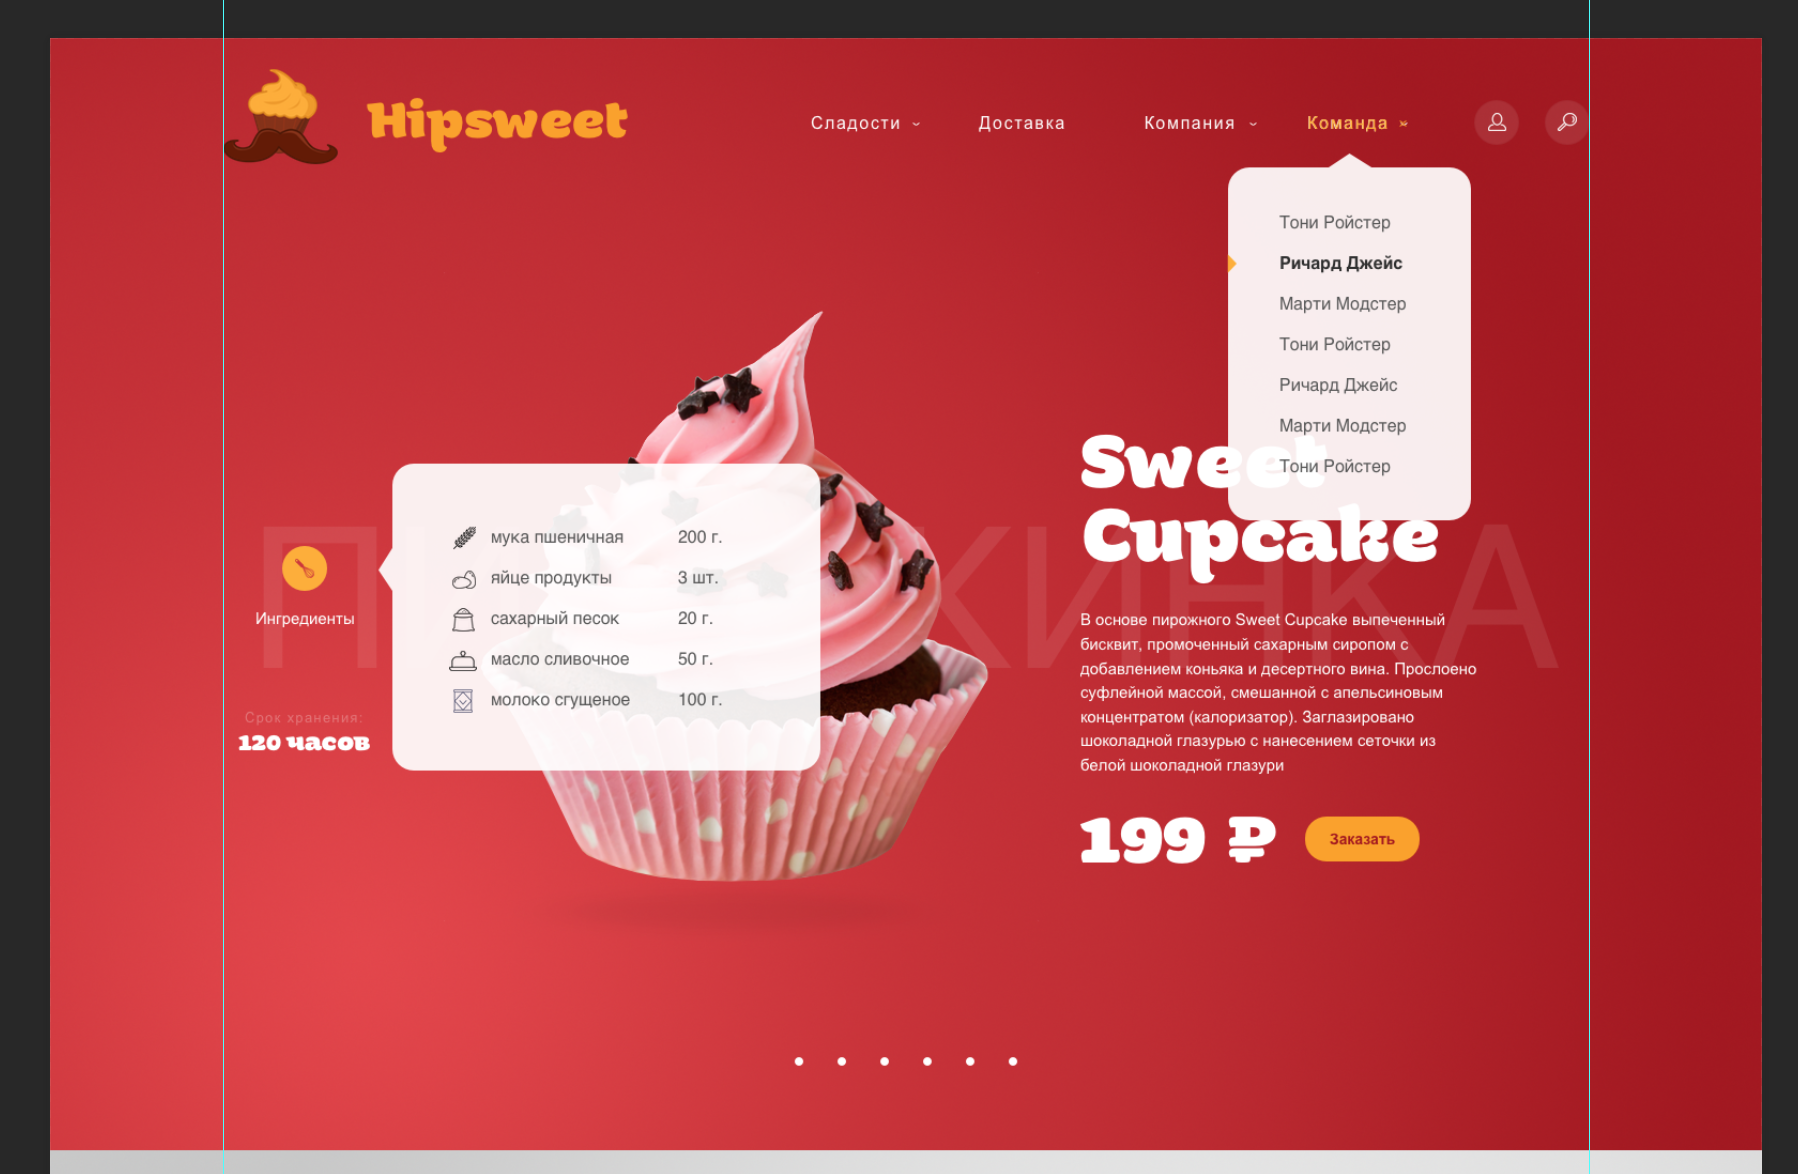 Hipsweet
Сладости
Доставка
Компания
Команда
Тони Ройстер
Ричард Джейс
Марти Модстер
Тони Ройстер
Ричард Джейс
Марти Модстер
Тони Ройстер
мука пшеничная 200 г.
яйце продукты 3 шт.
сахарный песок 20 г.
масло сливочное 50 г.
молоко сгущеное 100 г.
Ингредиенты
Срок хранения:
120 часов
Sweet
Cupcake
В основе пирожного Sweet Cupcake выпеченный
бисквит, промоченный сахарным сиропом с
добавлением коньяка и десертного вина. Прослоено
суфлейной массой, смешанной с апельсиновым
концентратом (калоризатор). Заглазировано
шоколадной глазурью с нанесением сеточки из
белой шоколадной глазури
199 ₽
Заказать